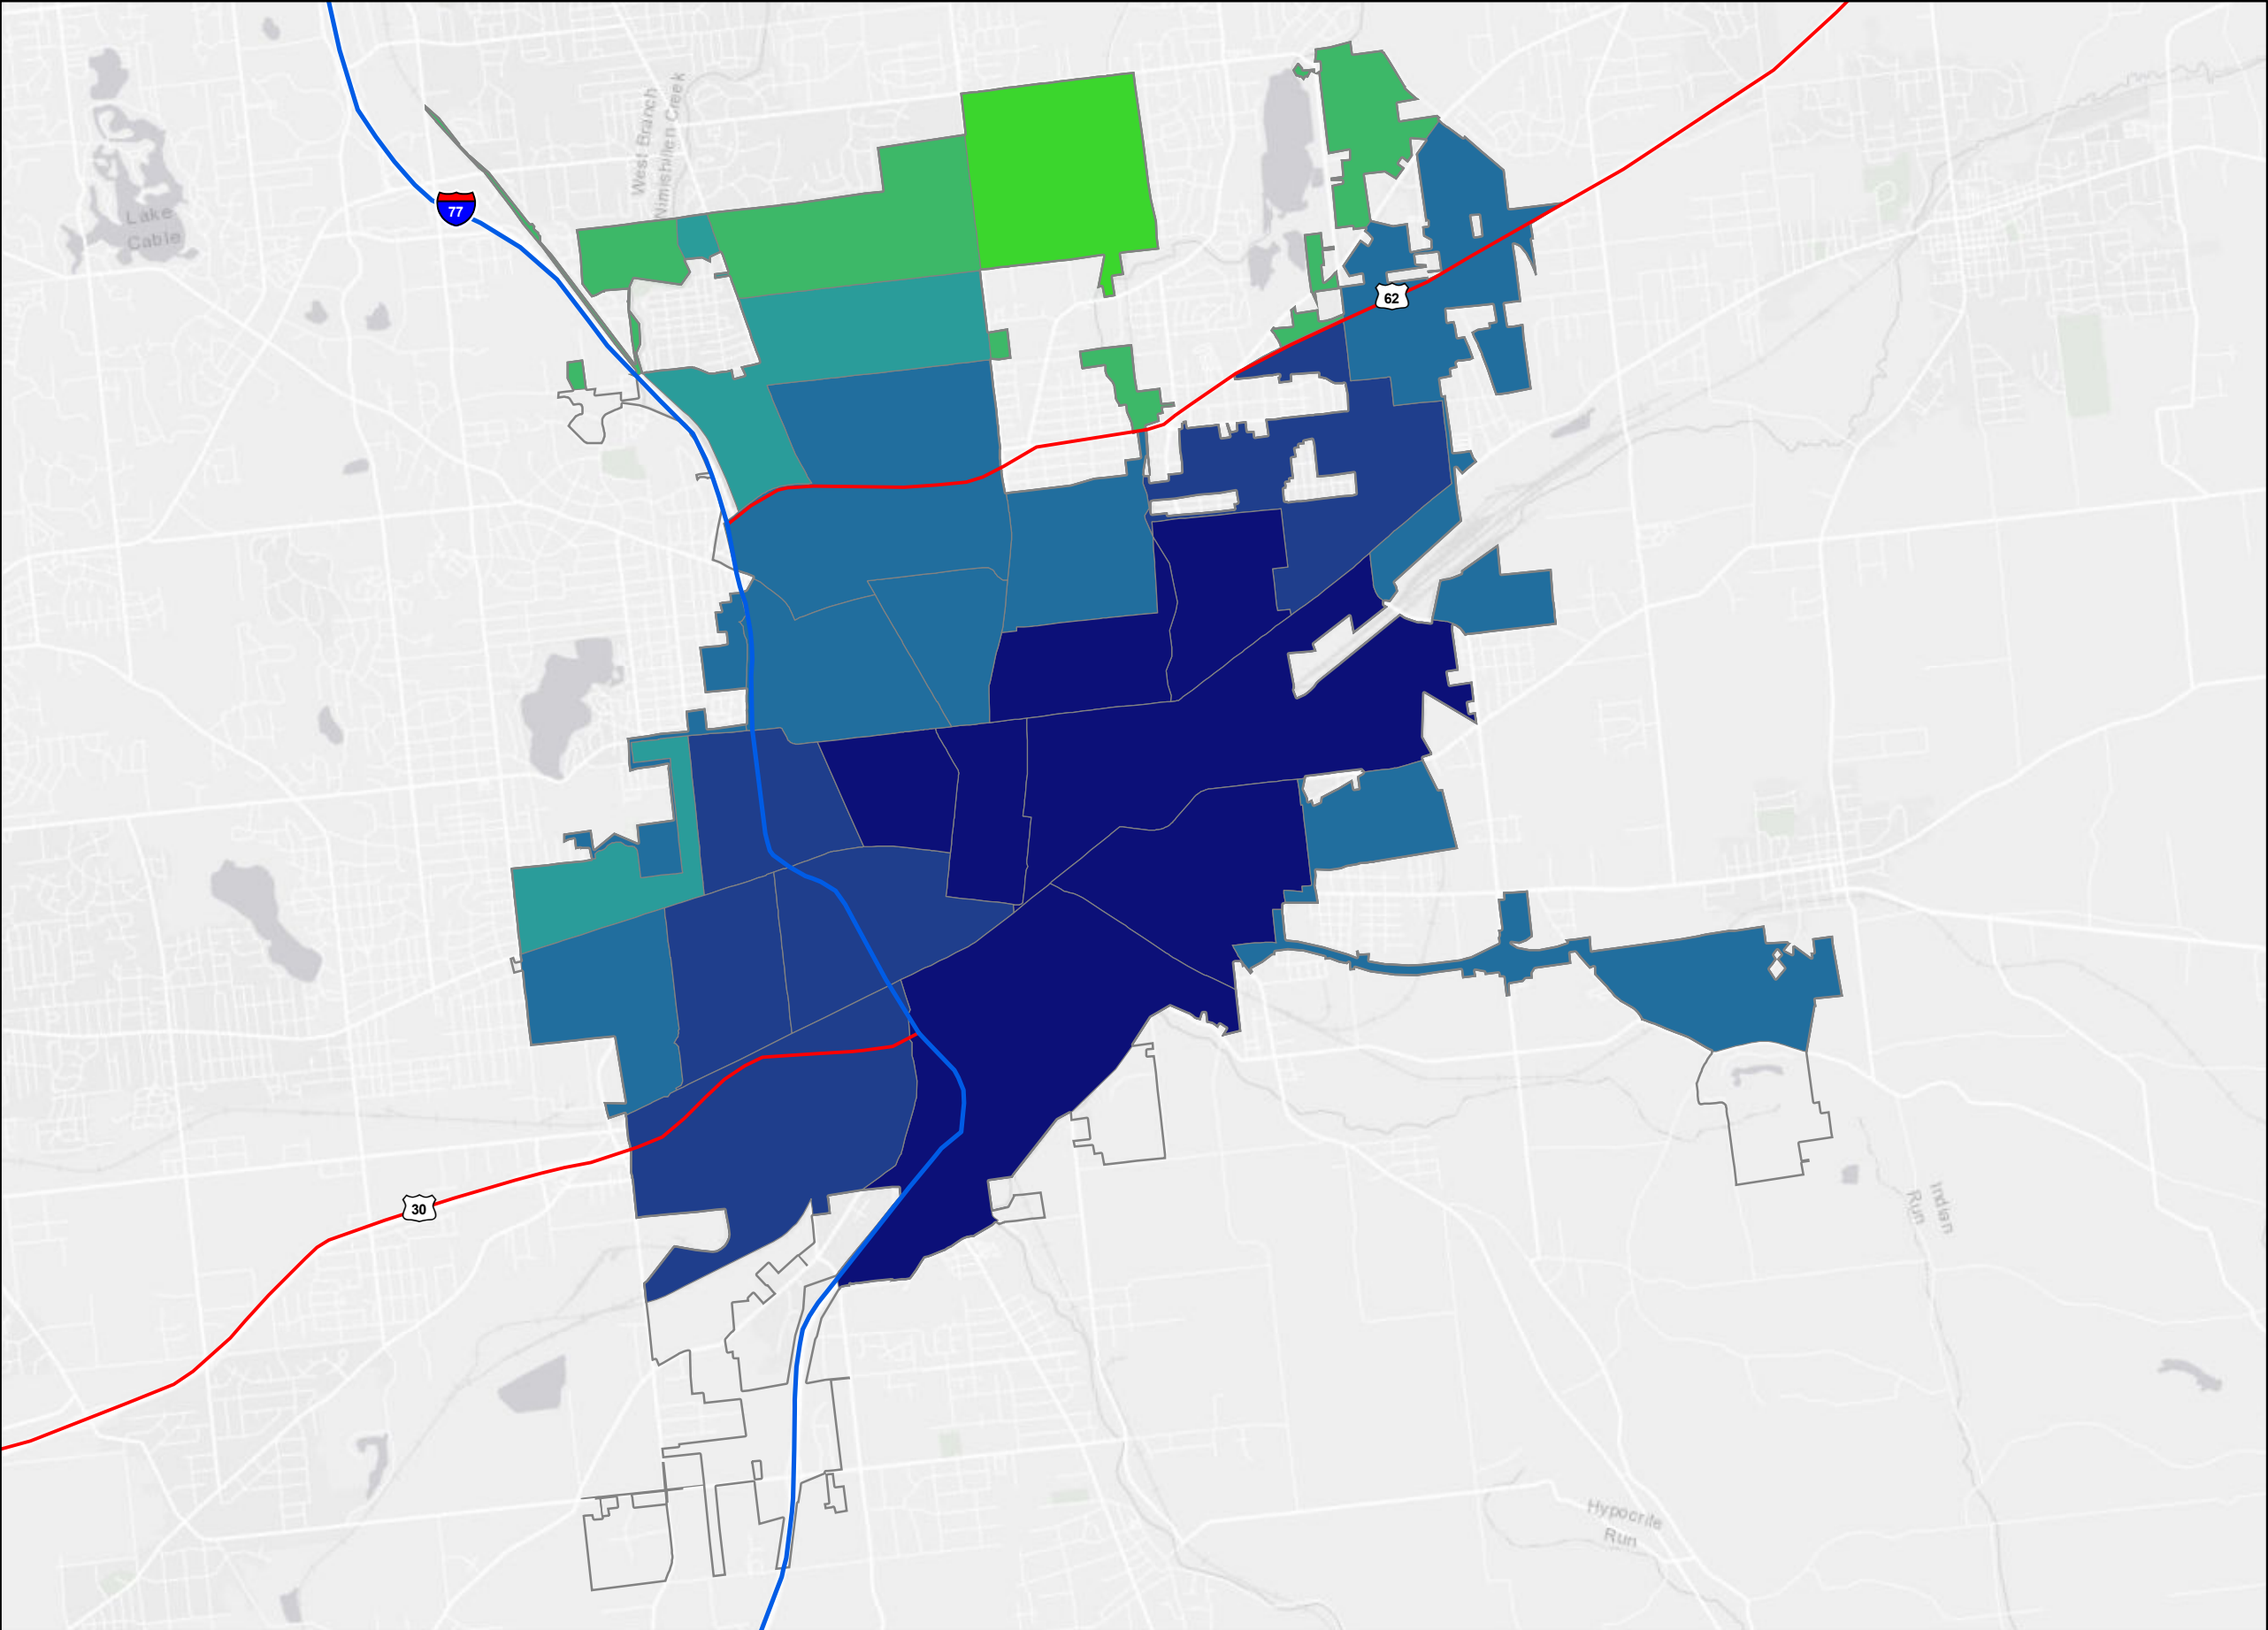 West Branch
Nimishillen Creek
77
Lake
Cable
62
30
Indian
Run
Hypocrite
Run